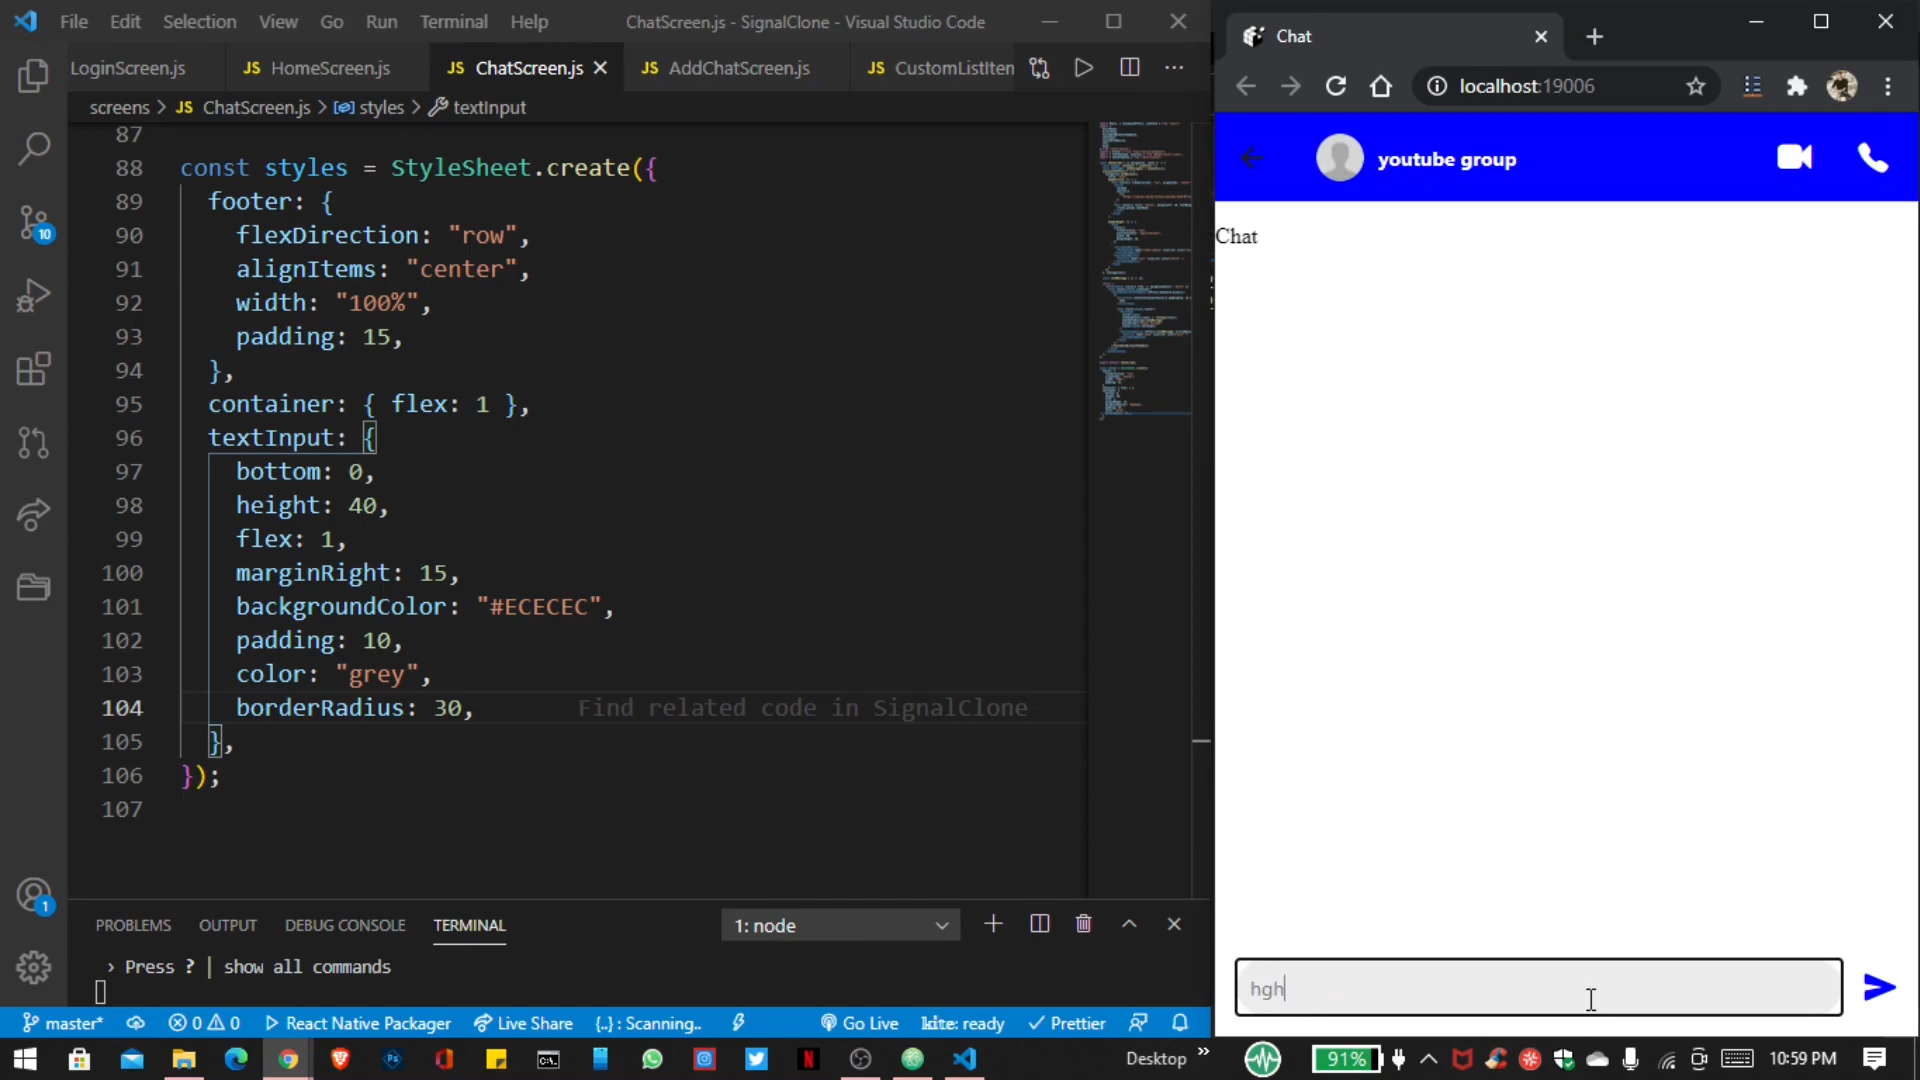 File Edit Selection View Go Run Terminal Help ChatScreen.js - SignalClone - Visual Studio Code
LoginScreen.js JS HomeScreen.js JS ChatScreen.js JS AddChatScreen.js JS CustomListItem
screens > JS ChatScreen.js > styles > textInput
87
88 const styles = StyleSheet.create({
89 footer: {
90 flexDirection: "row",
91 alignItems: "center",
92 width: "100%",
93 padding: 15,
94 },
95 container: { flex: 1 },
96 textInput: {
97 bottom: 0,
98 height: 40,
99 flex: 1,
100 marginRight: 15,
101 backgroundColor: "#ECECEC",
102 padding: 10,
103 color: "grey",
104 borderRadius: 30, Find related code in SignalClone
105 },
106 });
107
10
1
PROBLEMS OUTPUT DEBUG CONSOLE TERMINAL 1: node
› Press ? | show all commands
master* 0 0 React Native Packager Live Share {..} : Scanning.. Go Live kite: ready Prettier
Chat
localhost:19006
youtube group
Chat
hgh
Desktop 91% 10:59 PM